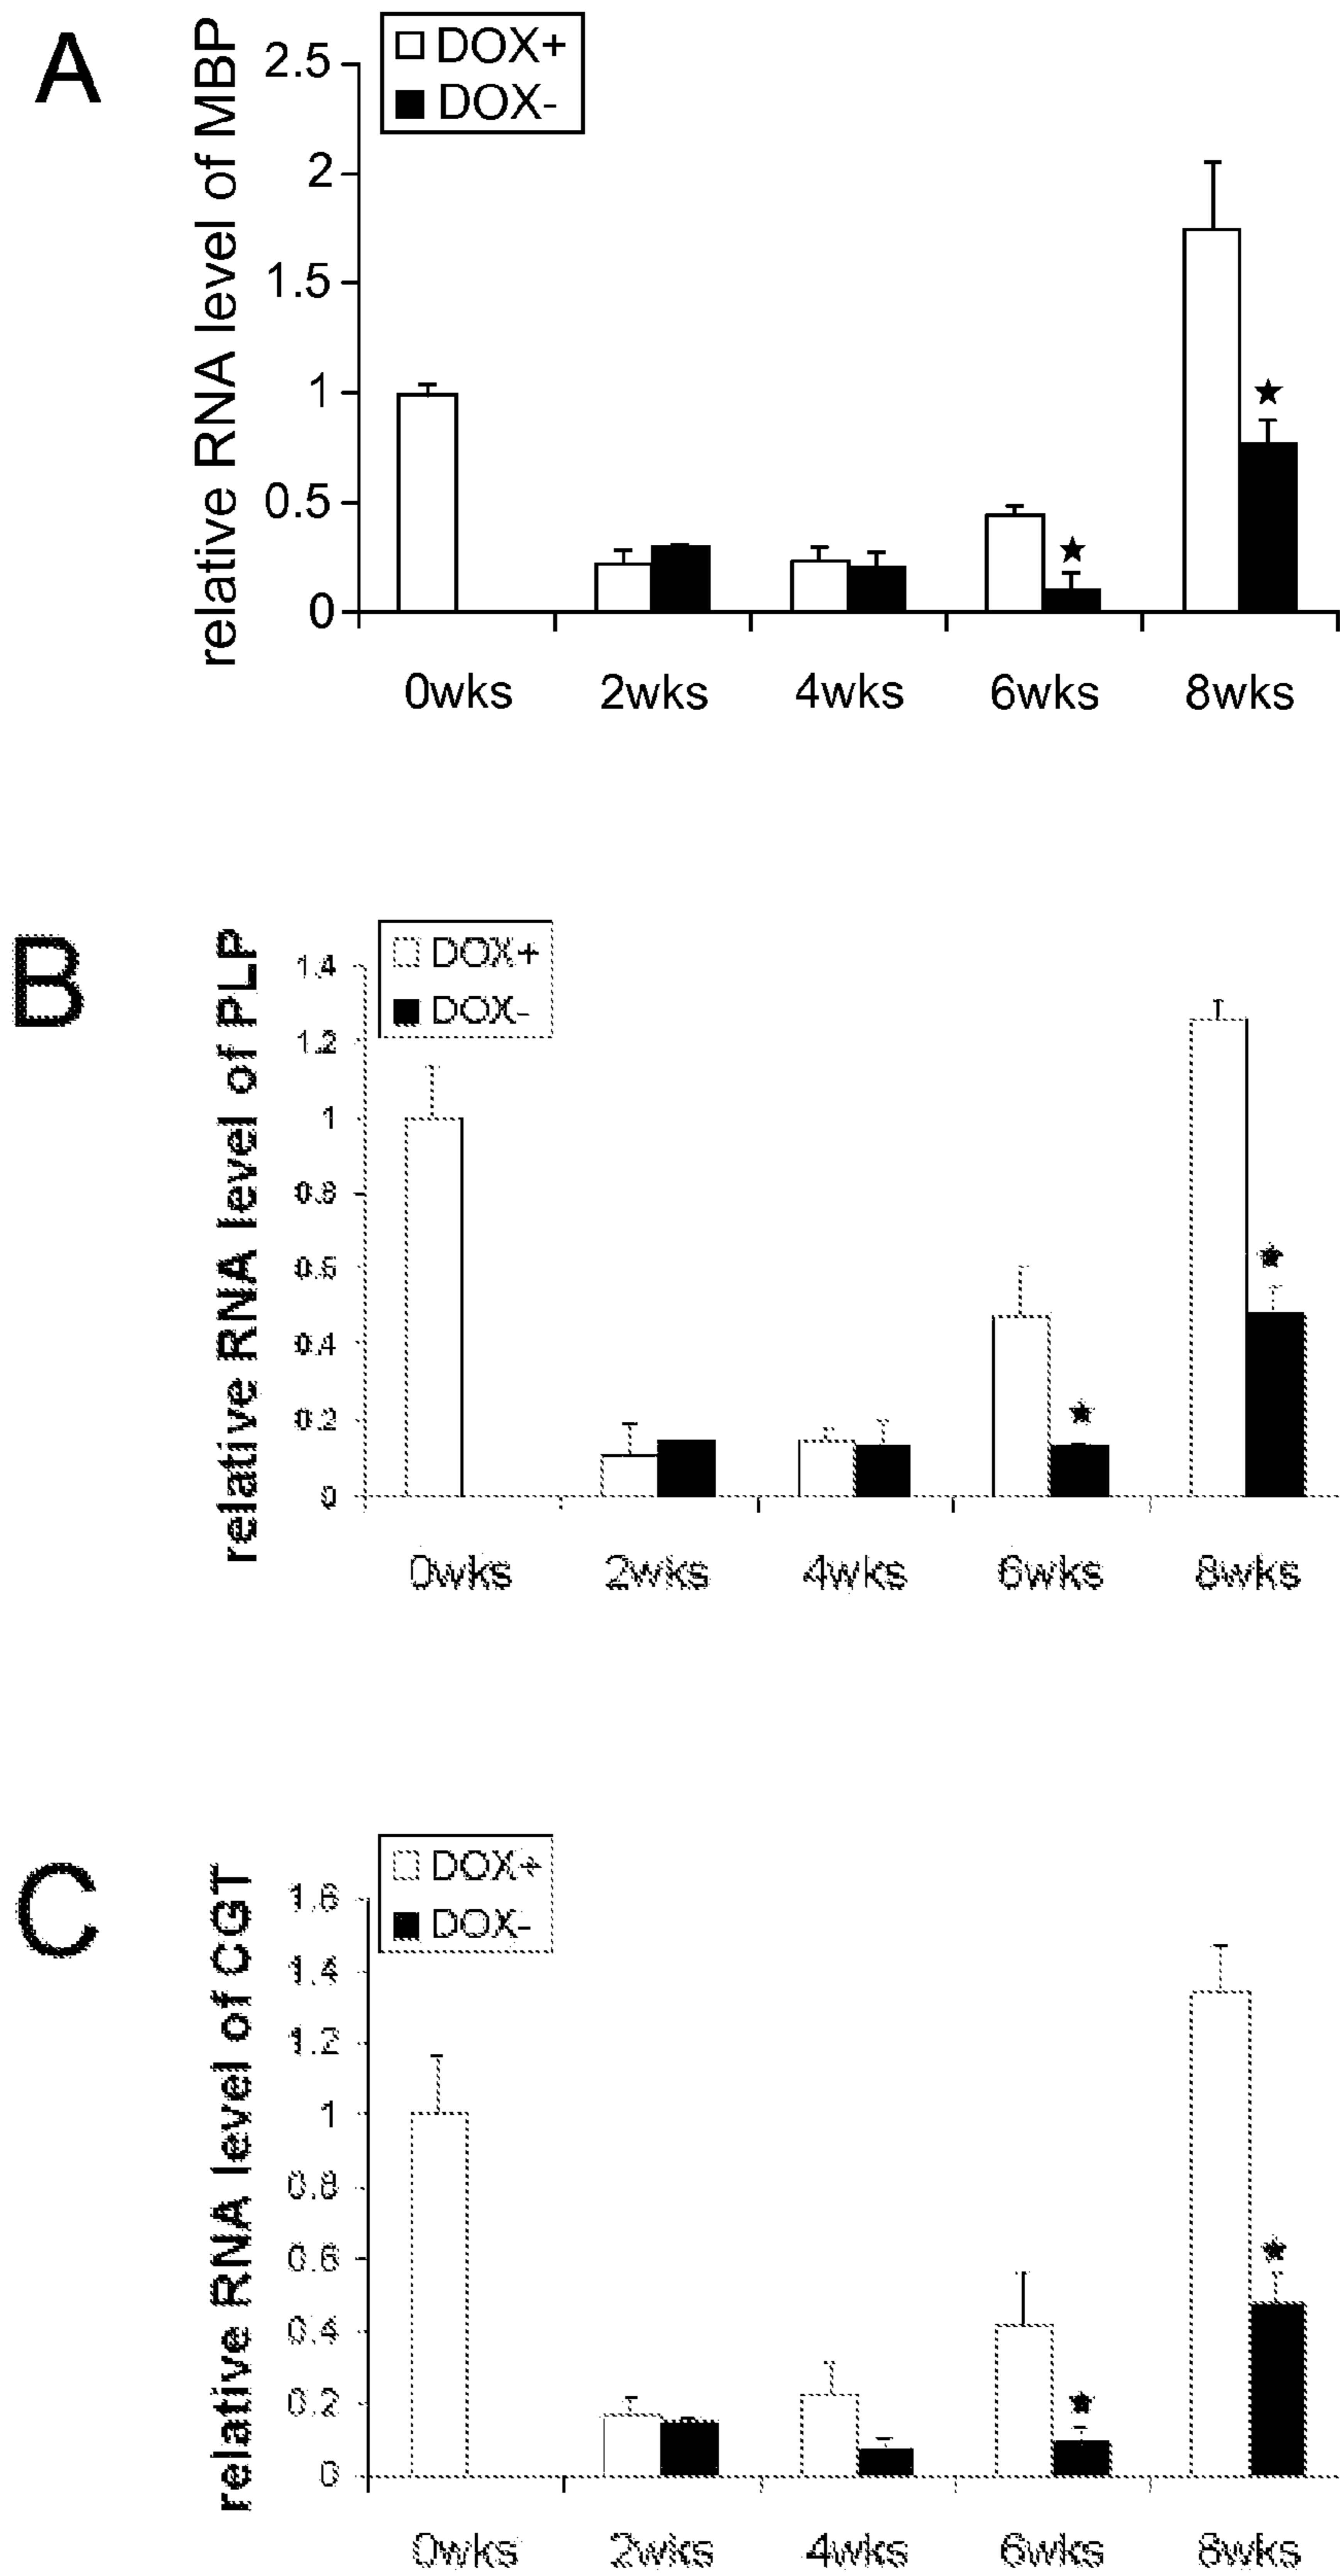 A
relative RNA level of MBP
DOX+
DOX-
2.5
2
1.5
1
0.5
0
0wks 2wks 4wks 6wks 8wks
B
relative RNA level of PLP
DOX+
DOX-
1.4
1.2
1
0.8
0.6
0.4
0.2
0
0wks 2wks 4wks 6wks 8wks
C
relative RNA level of CGT
DOX+
DOX-
1.6
1.4
1.2
1
0.8
0.6
0.4
0.2
0
0wks 2wks 4wks 6wks 8wks